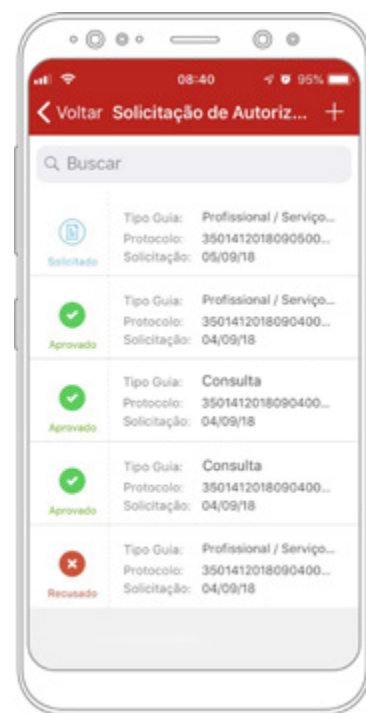 08:40 95%
Voltar Solicitação de Autoriz... +
Buscar
Tipo Guia: Profissional / Serviço...
Protocolo: 3501412018090500...
Solicitado Solicitação: 05/09/18
Tipo Guia: Profissional / Serviço...
Protocolo: 3501412018090400...
Aprovado Solicitação: 04/09/18
Tipo Guia: Consulta
Protocolo: 3501412018090400...
Aprovado Solicitação: 04/09/18
Tipo Guia: Consulta
Protocolo: 3501412018090400...
Aprovado Solicitação: 04/09/18
Tipo Guia: Profissional / Serviço...
Protocolo: 3501412018090400...
Recusado Solicitação: 04/09/18